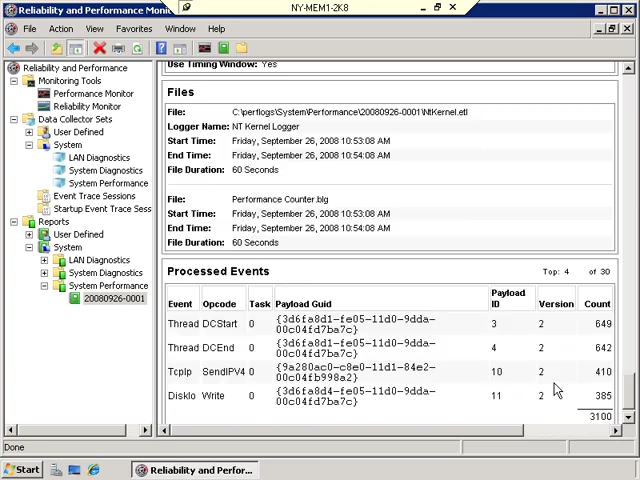 Reliability and Performance Moni
NY-MEM1-2K8
File Action View Favorites Window Help
Reliability and Performance
Monitoring Tools
Performance Monitor
Reliability Monitor
Data Collector Sets
User Defined
System
LAN Diagnostics
System Diagnostics
System Performance
Event Trace Sessions
Startup Event Trace Sess
Reports
User Defined
System
LAN Diagnostics
System Diagnostics
System Performance
20080926-0001
Use Timing Window: Yes
Files
File: C:\perflogs\System\Performance\20080926-0001\NtKernel.etl
Logger Name: NT Kernel Logger
Start Time: Friday, September 26, 2008 10:53:08 AM
End Time: Friday, September 26, 2008 10:54:08 AM
File Duration: 60 Seconds
File: Performance Counter.blg
Start Time: Friday, September 26, 2008 10:53:08 AM
End Time: Friday, September 26, 2008 10:54:08 AM
File Duration: 60 Seconds
Processed Events Top: 4 of 30
Event Opcode Task Payload Guid Payload ID Version Count
Thread DCStart 0 {3d6fa8d1-fe05-11d0-9dda-00c04fd7ba7c} 3 2 649
Thread DCEnd 0 {3d6fa8d1-fe05-11d0-9dda-00c04fd7ba7c} 4 2 642
TcpIp SendIPV4 0 {9a280ac0-c8e0-11d1-84e2-00c04fb998a2} 10 2 410
DiskIo Write 0 {3d6fa8d4-fe05-11d0-9dda-00c04fd7ba7c} 11 2 385
3100
Done
Start Reliability and Perfor...